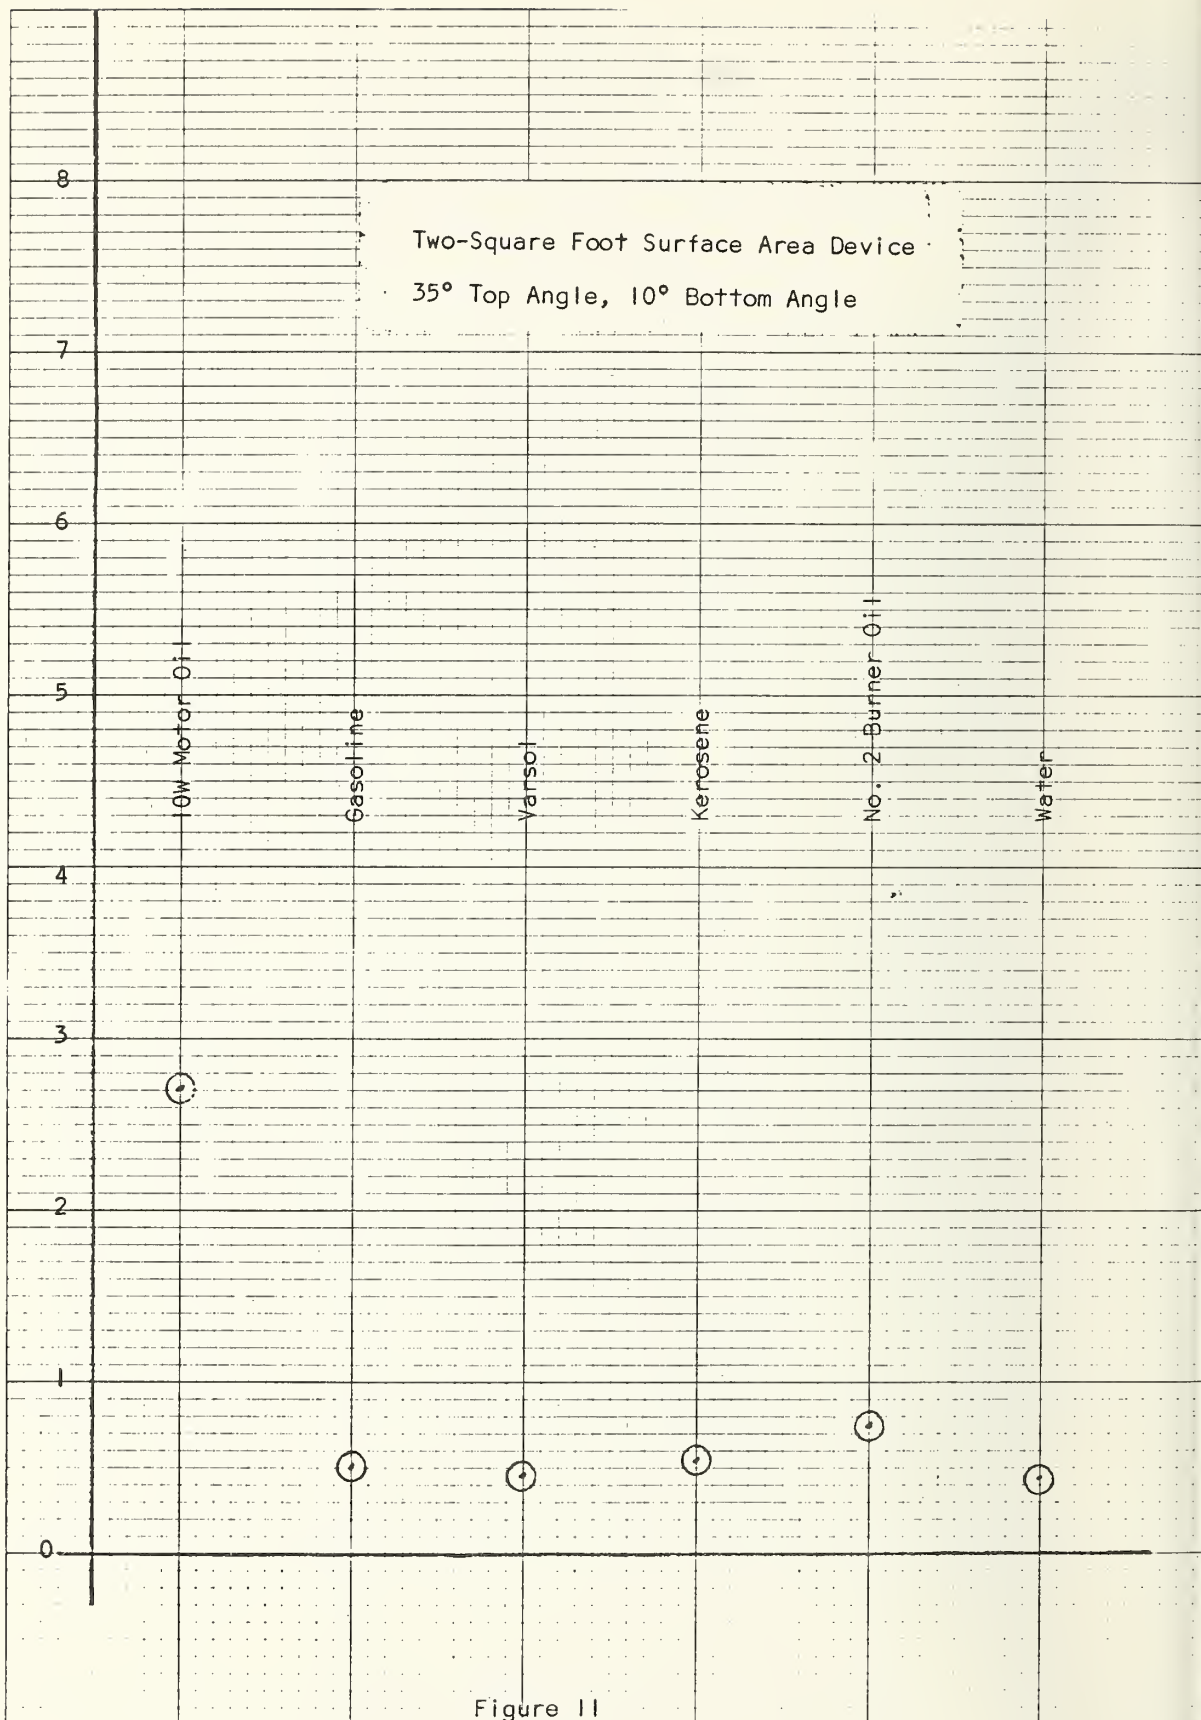 8
Two-Square Foot Surface Area Device
35° Top Angle, 10° Bottom Angle
7
6
5
10W Motor Oil
Gasoline
Varsol
Kerosene
No. 2 Burner Oil
Water
4
3
2
1
0
Figure 11